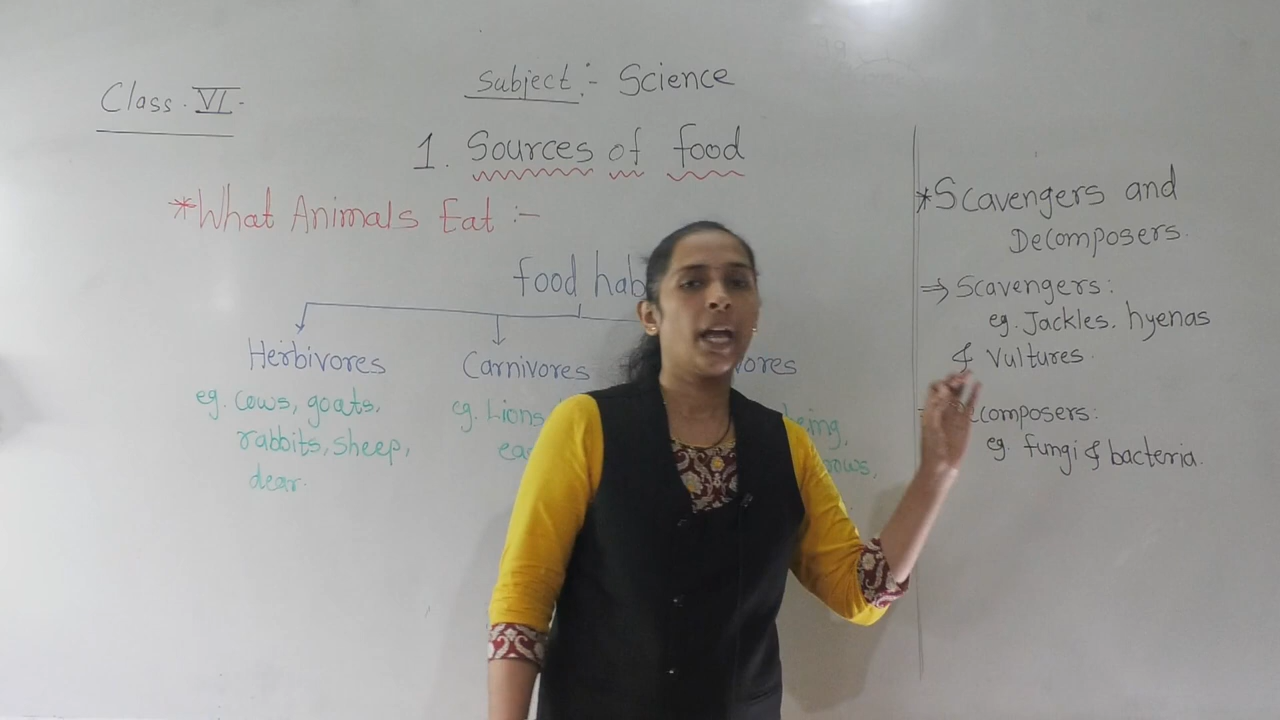 Class. VI.
Subject:- Science
1. Sources of food
*What Animals Eat :-
food hab
Herbivores
Carnivores
vores
eg. Cows, goats,
rabbits, sheep,
dear.
eg. Lions
ea
being,
rows,
*Scavengers and
Decomposers.
⇒ Scavengers:
eg. Jackles, hyenas
& Vultures.
ecomposers:
eg. fungi & bacteria.